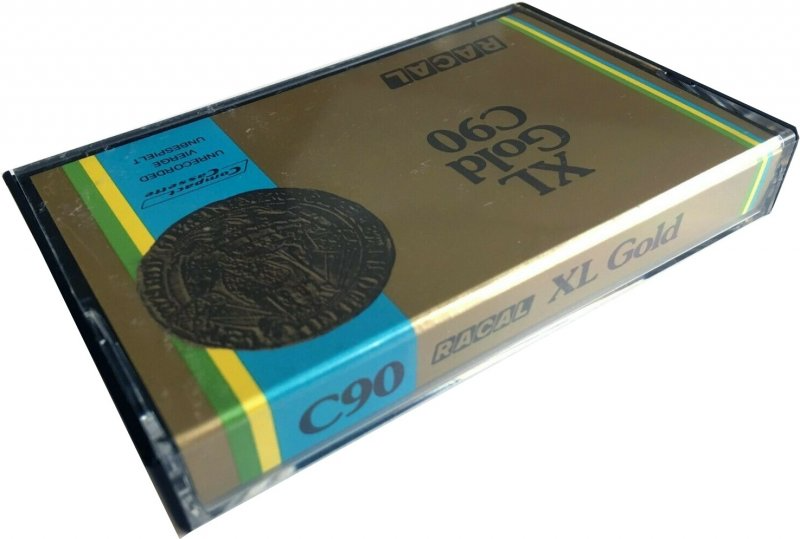 RACAL
XL
Gold
C90
UNRECORDED
VIERGE
UNBESPIELT
Compact
Cassette
C90 RACAL XL Gold